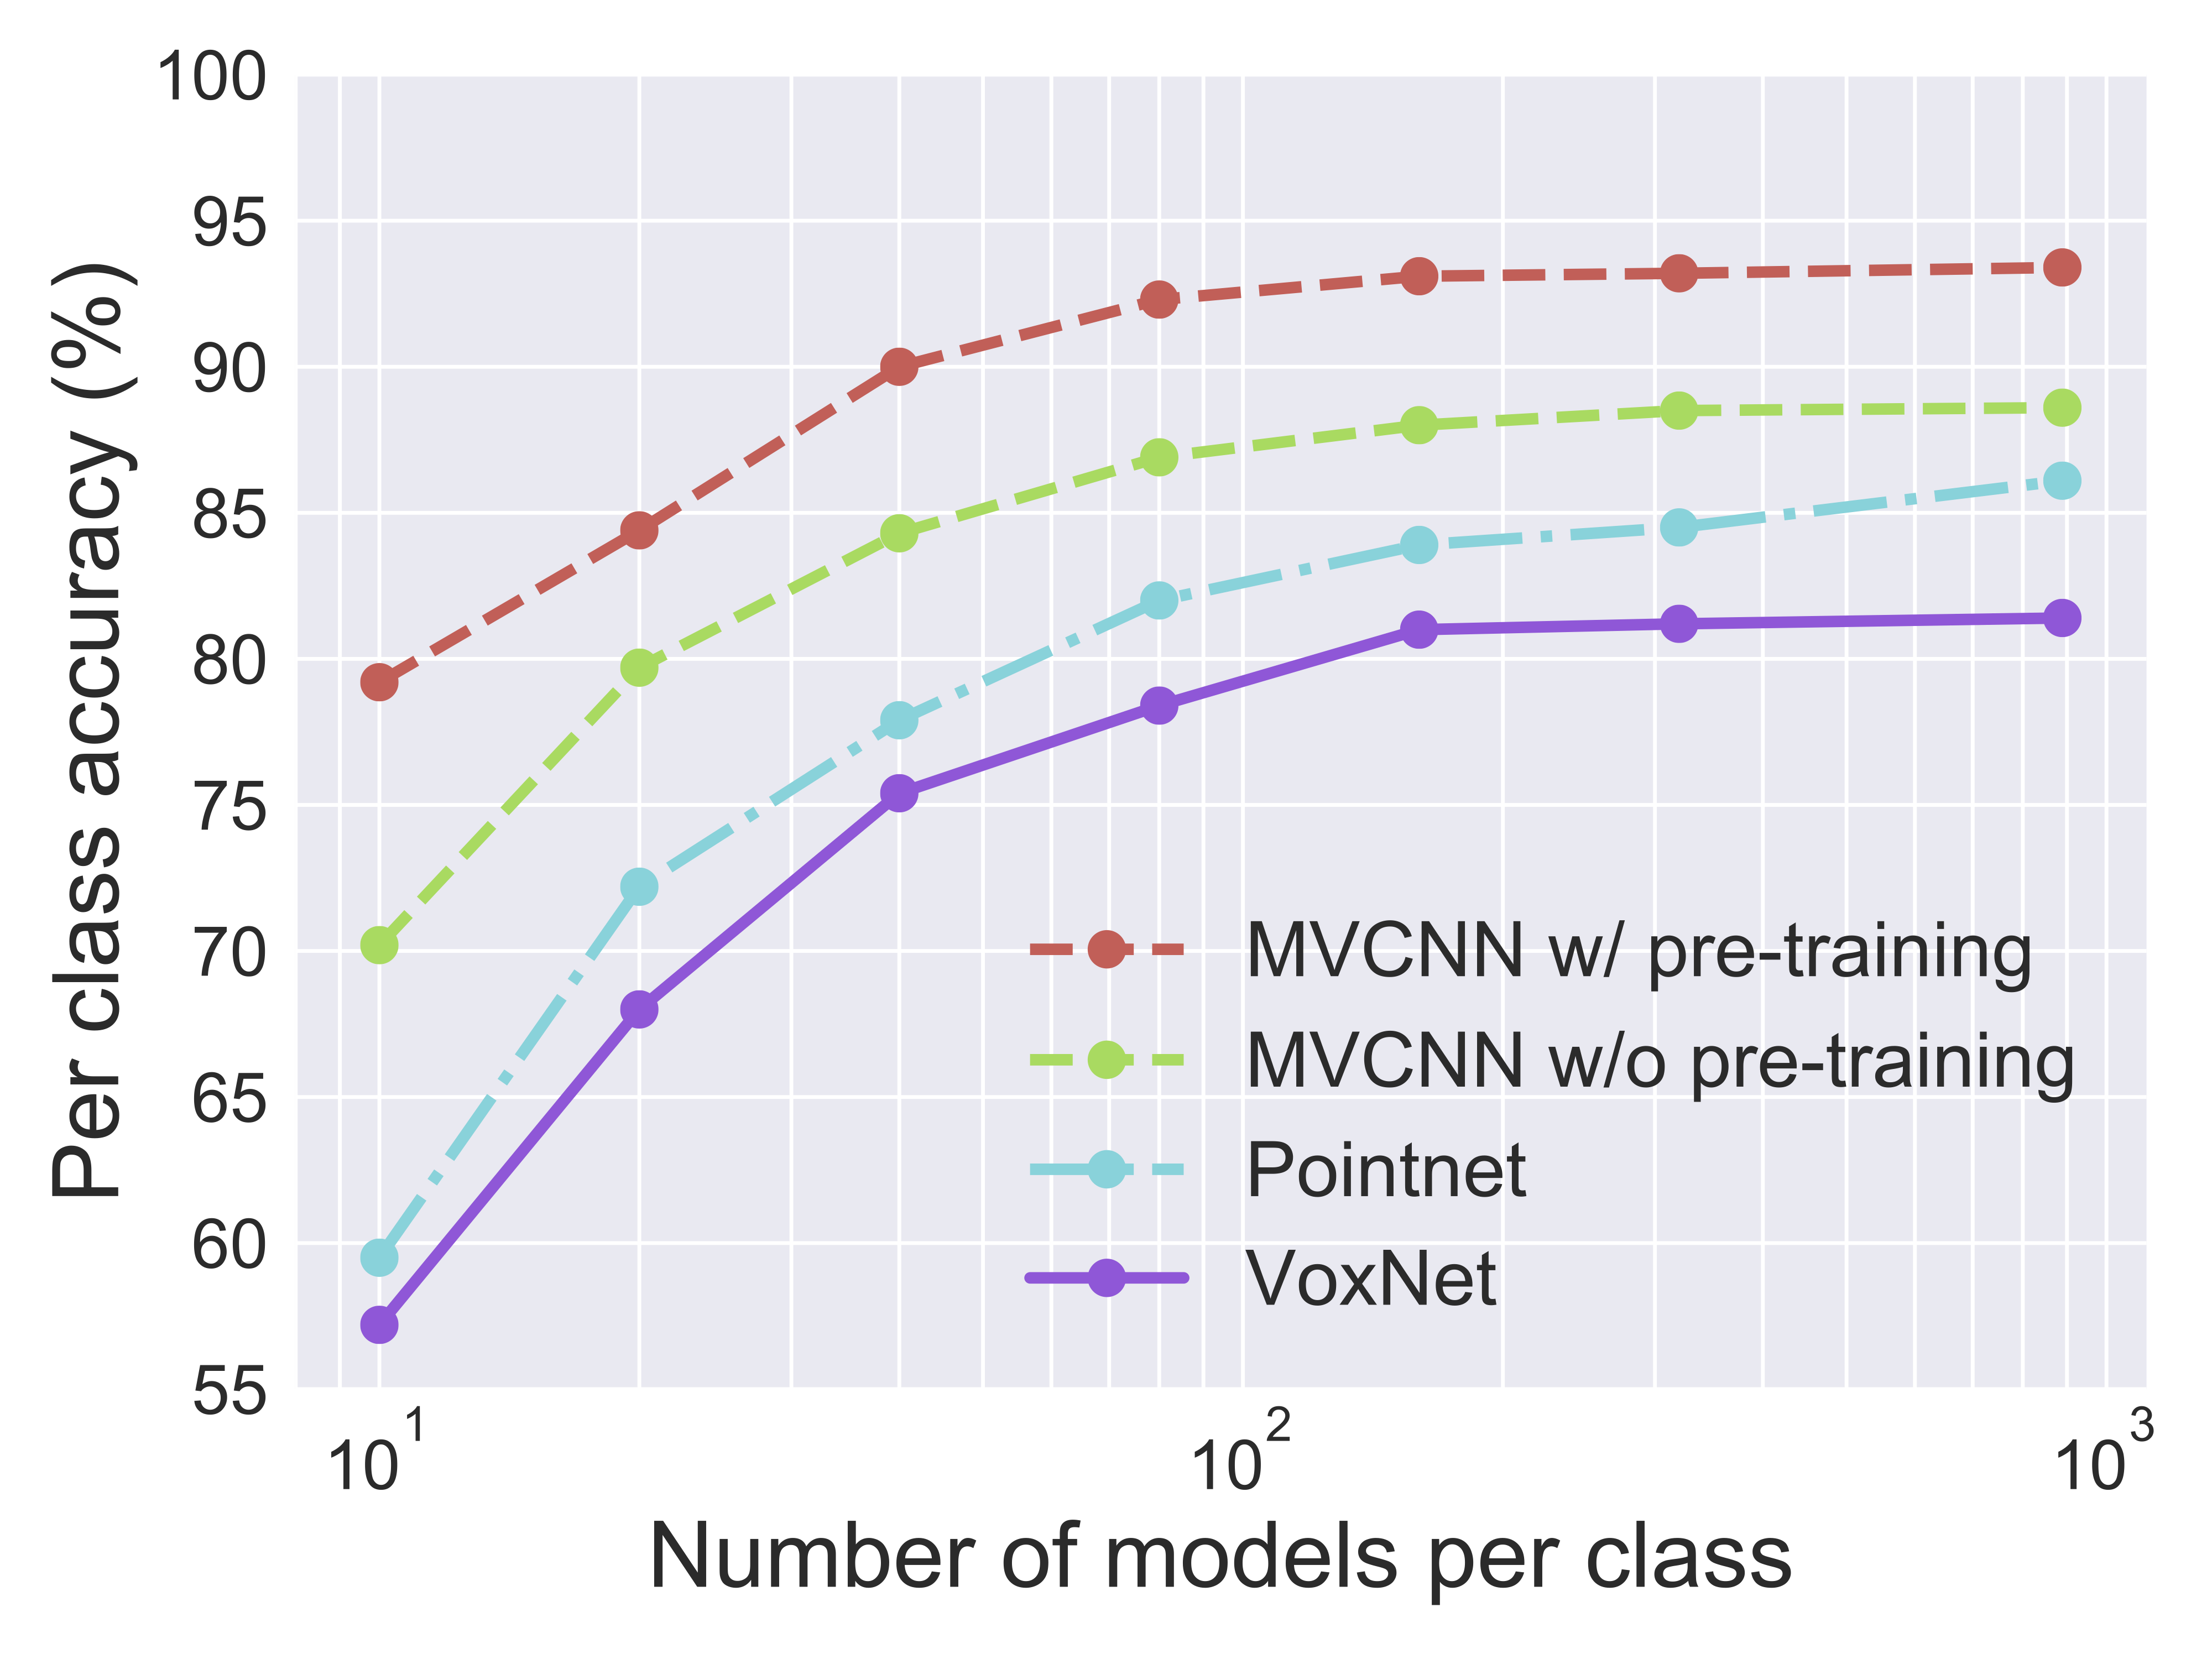 100
95
90
85
80
75
70
65
60
55
Per class accuracy (%)
MVCNN w/ pre-training
MVCNN w/o pre-training
Pointnet
VoxNet
10¹ 10² 10³
Number of models per class